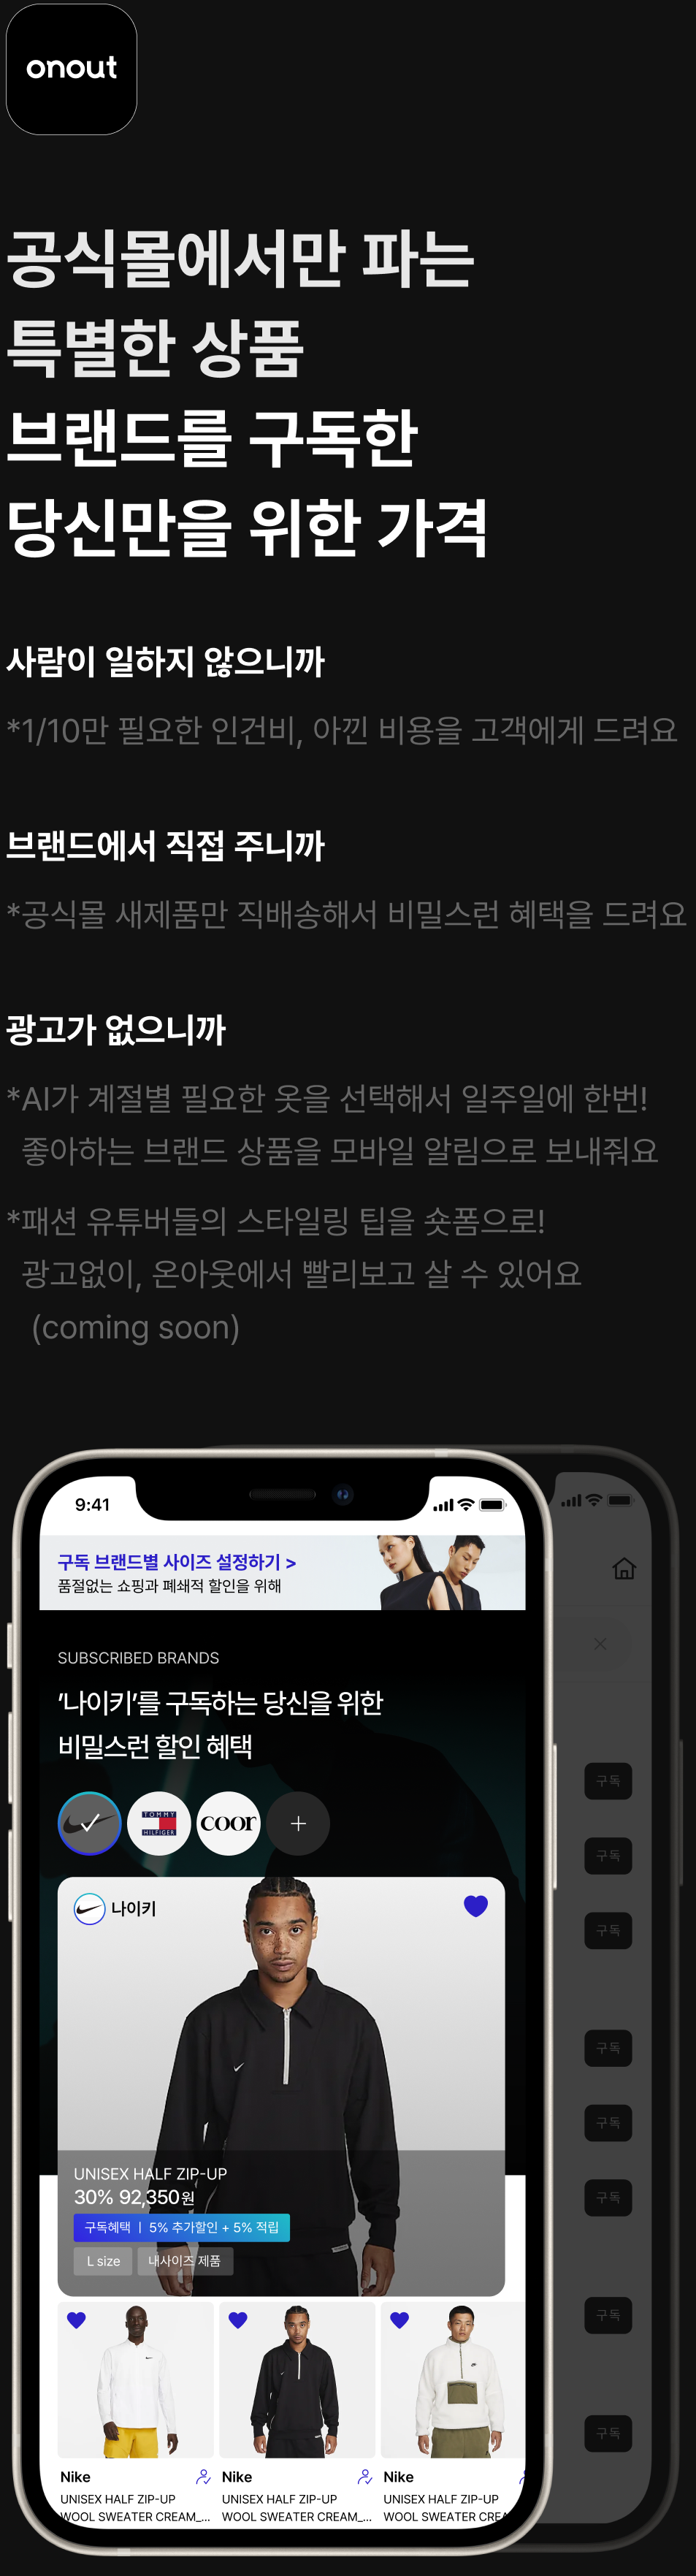 onout
공식몰에서만 파는
특별한 상품
브랜드를 구독한
당신만을 위한 가격
사람이 일하지 않으니까
*1/10만 필요한 인건비, 아낀 비용을 고객에게 드려요
브랜드에서 직접 주니까
*공식몰 새제품만 직배송해서 비밀스런 혜택을 드려요
광고가 없으니까
*AI가 계절별 필요한 옷을 선택해서 일주일에 한번!
좋아하는 브랜드 상품을 모바일 알림으로 보내줘요
*패션 유튜버들의 스타일링 팁을 숏폼으로!
광고없이, 온아웃에서 빨리보고 살 수 있어요
(coming soon)
9:41
구독 브랜드별 사이즈 설정하기 >
품절없는 쇼핑과 폐쇄적 할인을 위해
SUBSCRIBED BRANDS
'나이키'를 구독하는 당신을 위한
비밀스런 할인 혜택
TOMMY
HILFIGER
coor
+
나이키
UNISEX HALF ZIP-UP
30% 92,350원
구독혜택 | 5% 추가할인 + 5% 적립
L size 내사이즈 제품
Nike Nike Nike
UNISEX HALF ZIP-UP UNISEX HALF ZIP-UP UNISEX HALF ZIP-UP
WOOL SWEATER CREAM_... WOOL SWEATER CREAM_... WOOL SWEATER CREA
구독
구독
구독
구독
구독
구독
구독
구독